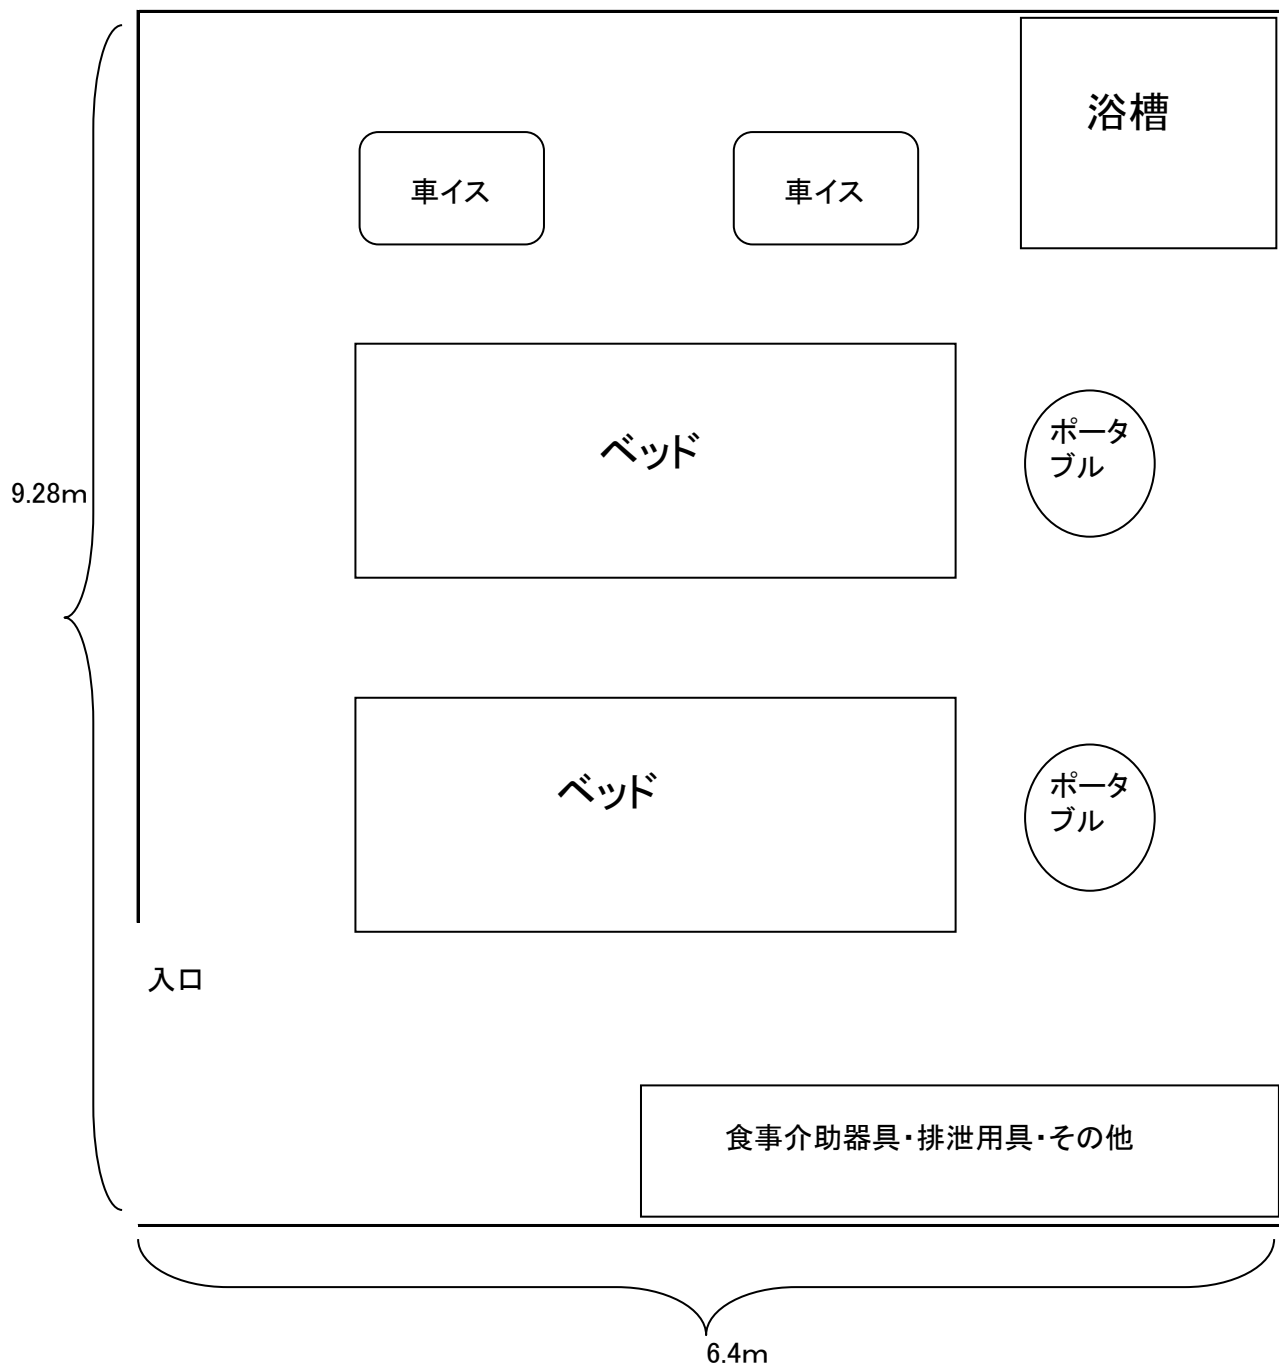 浴槽
車イス
車イス
ベッド
ポータ
ブル
9.28m
ベッド
ポータ
ブル
入口
食事介助器具・排泄用具・その他
6.4m